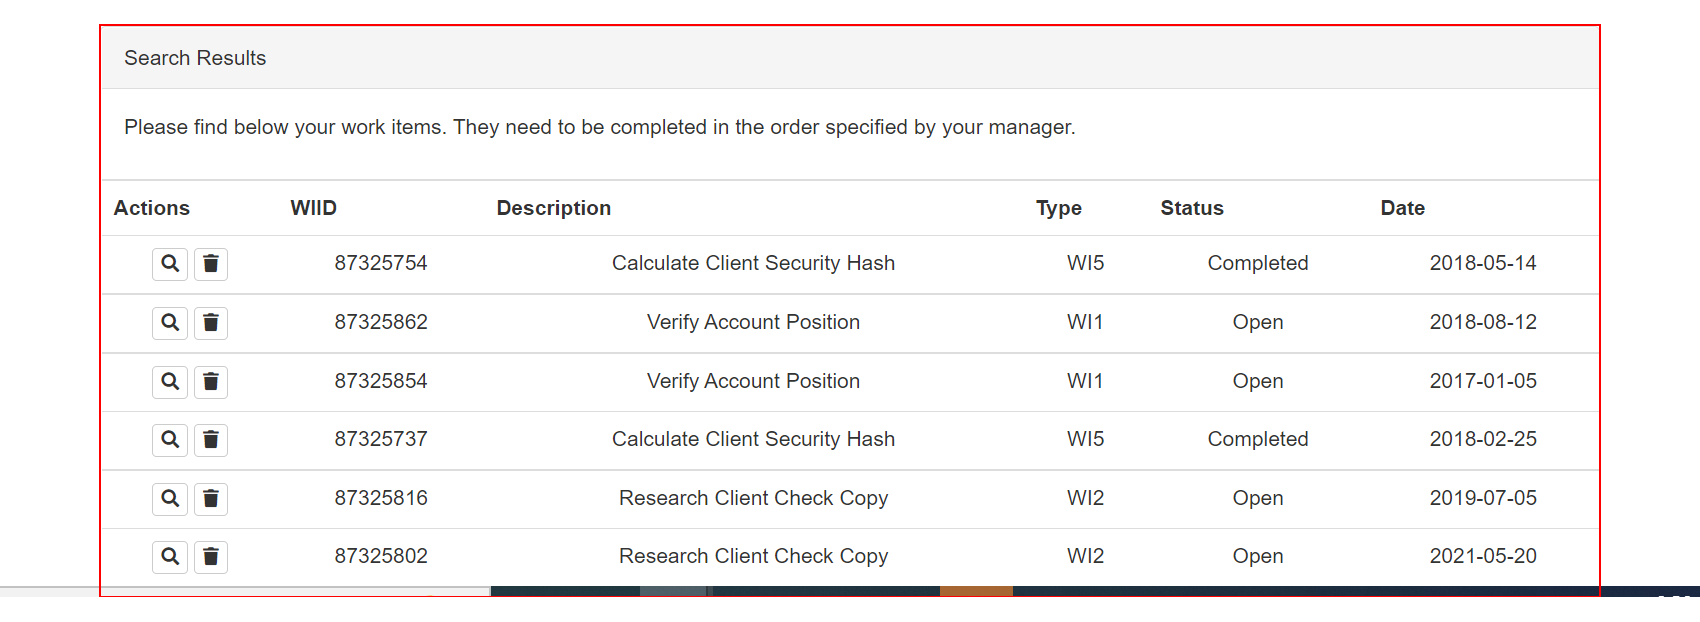 Search Results
Please find below your work items. They need to be completed in the order specified by your manager.
Actions WIID Description Type Status Date
87325754 Calculate Client Security Hash WI5 Completed 2018-05-14
87325862 Verify Account Position WI1 Open 2018-08-12
87325854 Verify Account Position WI1 Open 2017-01-05
87325737 Calculate Client Security Hash WI5 Completed 2018-02-25
87325816 Research Client Check Copy WI2 Open 2019-07-05
87325802 Research Client Check Copy WI2 Open 2021-05-20